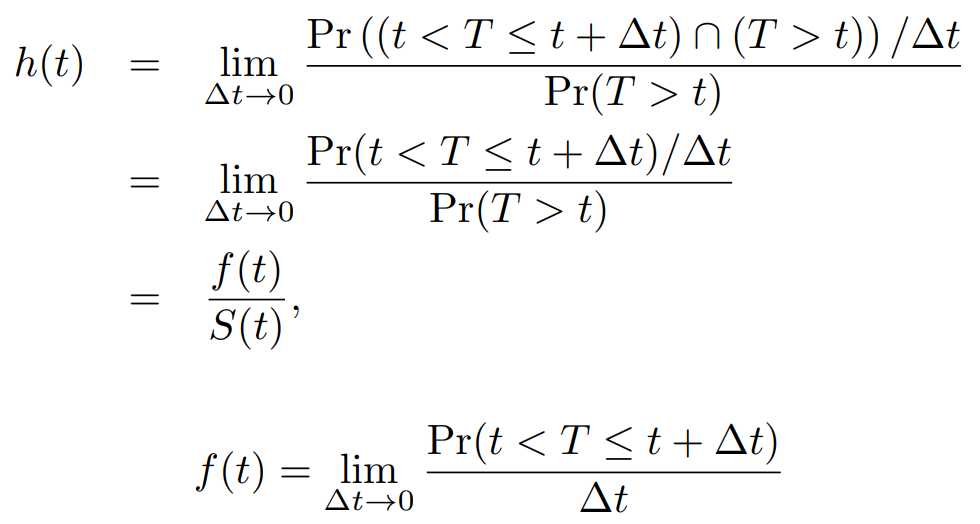 h(t) = lim_{Δt→0} Pr ((t < T ≤ t + Δt) ∩ (T > t)) /Δt / Pr(T > t)
= lim_{Δt→0} Pr(t < T ≤ t + Δt)/Δt / Pr(T > t)
= f(t) / S(t),
f(t) = lim_{Δt→0} Pr(t < T ≤ t + Δt) / Δt